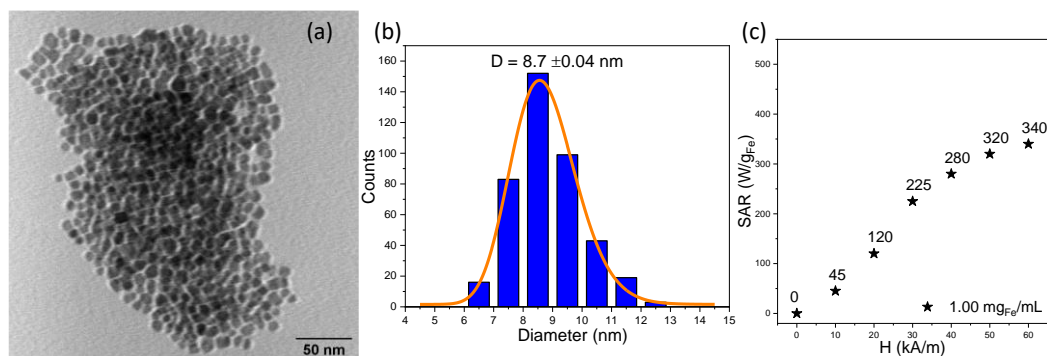 (a)
50 nm
(b)
D = 8.7 ±0.04 nm
160
140
120
100
80
60
40
20
0
Counts
4 5 6 7 8 9 10 11 12 13 14 15
Diameter (nm)
(c)
500
400
300
200
100
0
SAR (W/g_Fe)
0
45
120
225
280
320
340
1.00 mg_Fe/mL
0 10 20 30 40 50 60
H (kA/m)